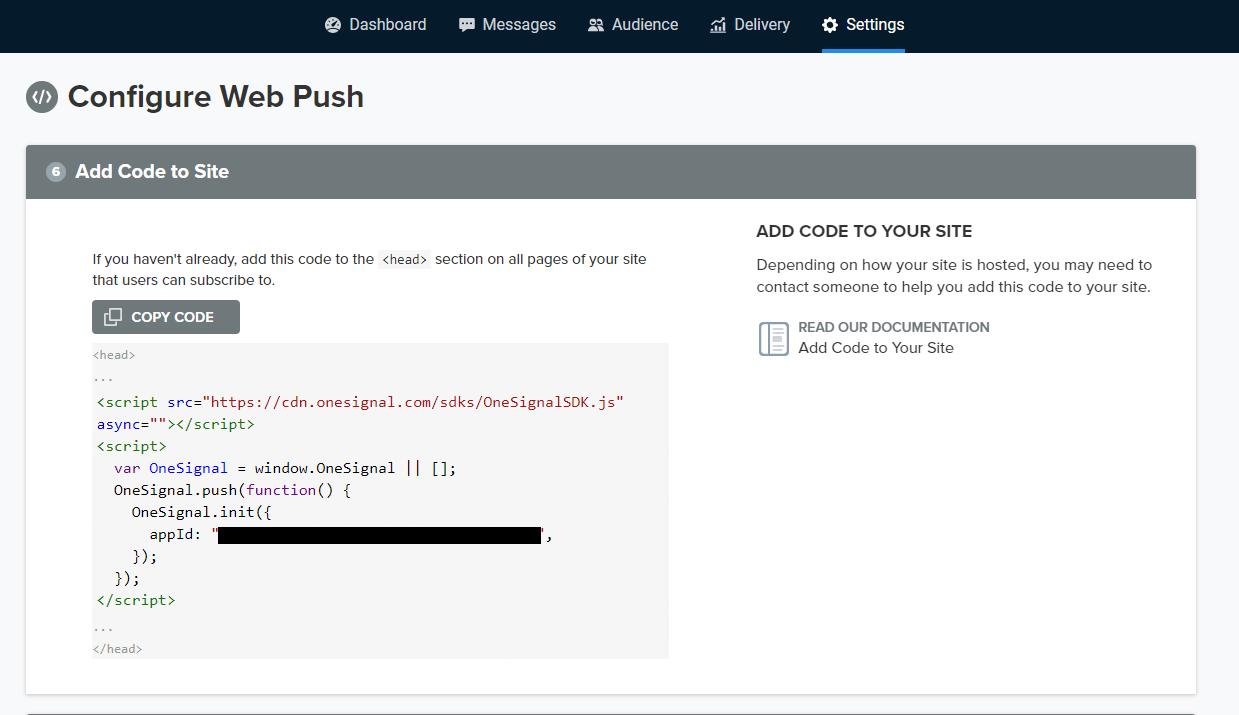 Dashboard Messages Audience Delivery Settings
</> Configure Web Push
6 Add Code to Site
If you haven't already, add this code to the <head> section on all pages of your site
that users can subscribe to.
COPY CODE
<head>
...
<script src="https://cdn.onesignal.com/sdks/OneSignalSDK.js"
async=""></script>
<script>
var OneSignal = window.OneSignal || [];
OneSignal.push(function() {
OneSignal.init({
appId: "",
});
});
</script>
...
</head>
ADD CODE TO YOUR SITE
Depending on how your site is hosted, you may need to
contact someone to help you add this code to your site.
READ OUR DOCUMENTATION
Add Code to Your Site